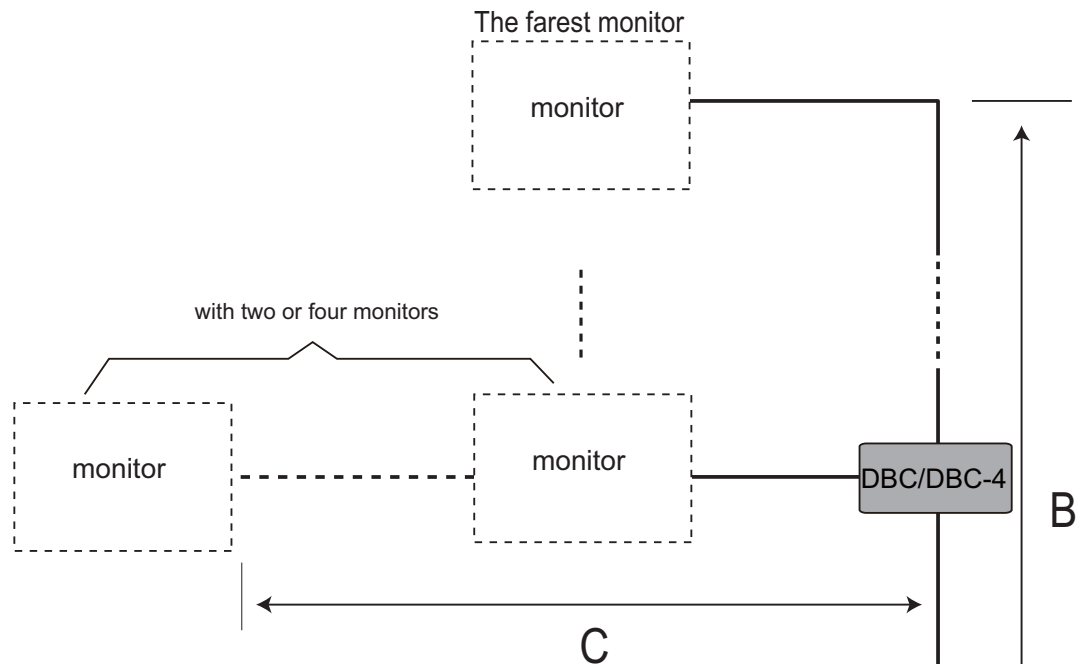 The farest monitor
monitor
with two or four monitors
monitor
monitor
DBC/DBC-4
B
C